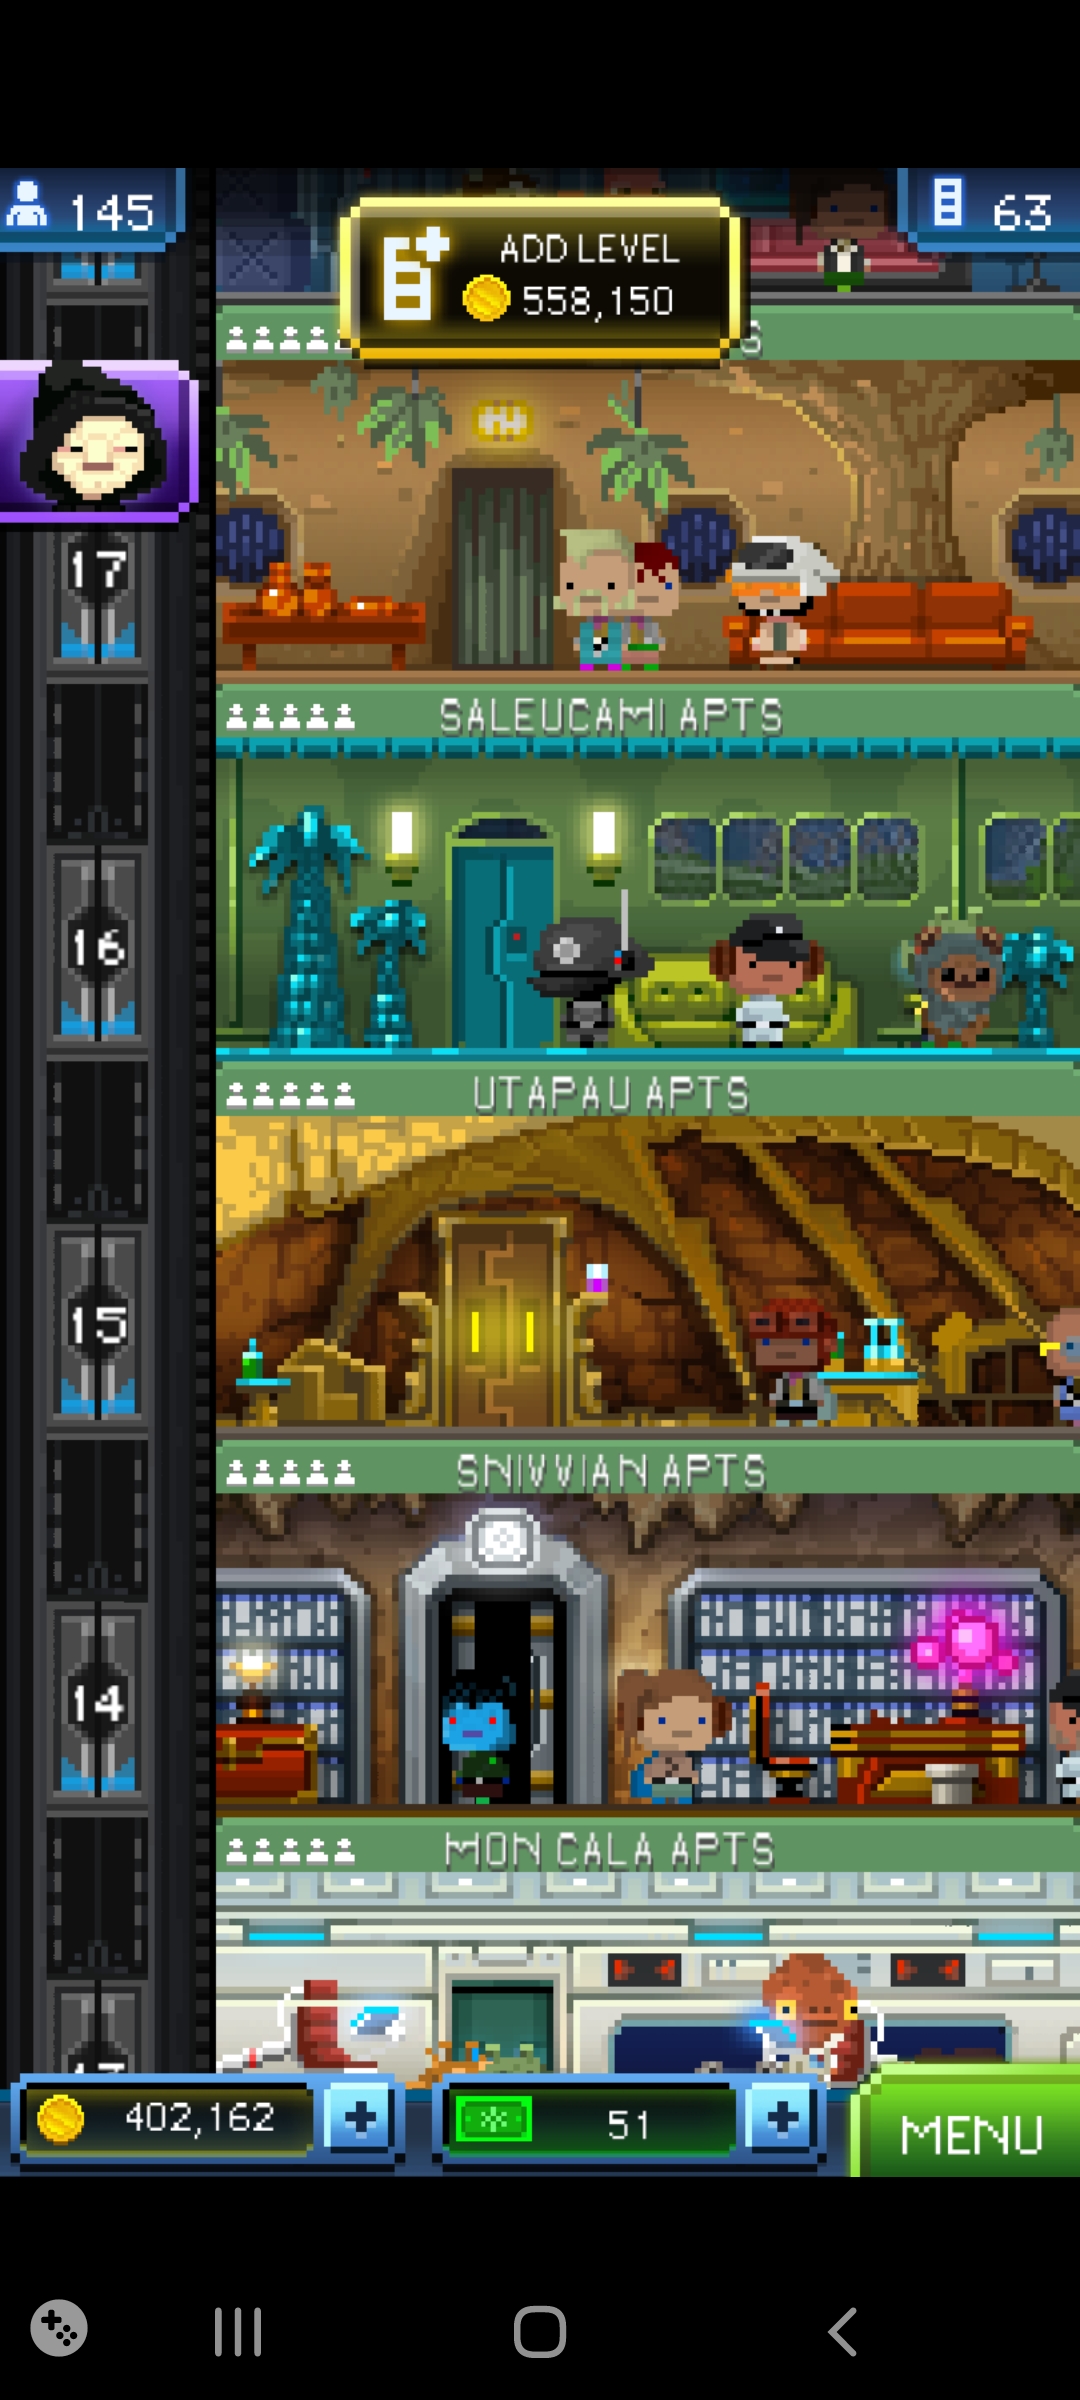 145
63
ADD LEVEL
558,150
S
17
SALEUCAMI APTS
16
UTAPAU APTS
15
SNIVVIAN APTS
14
MON CALA APTS
402,162
51
MENU